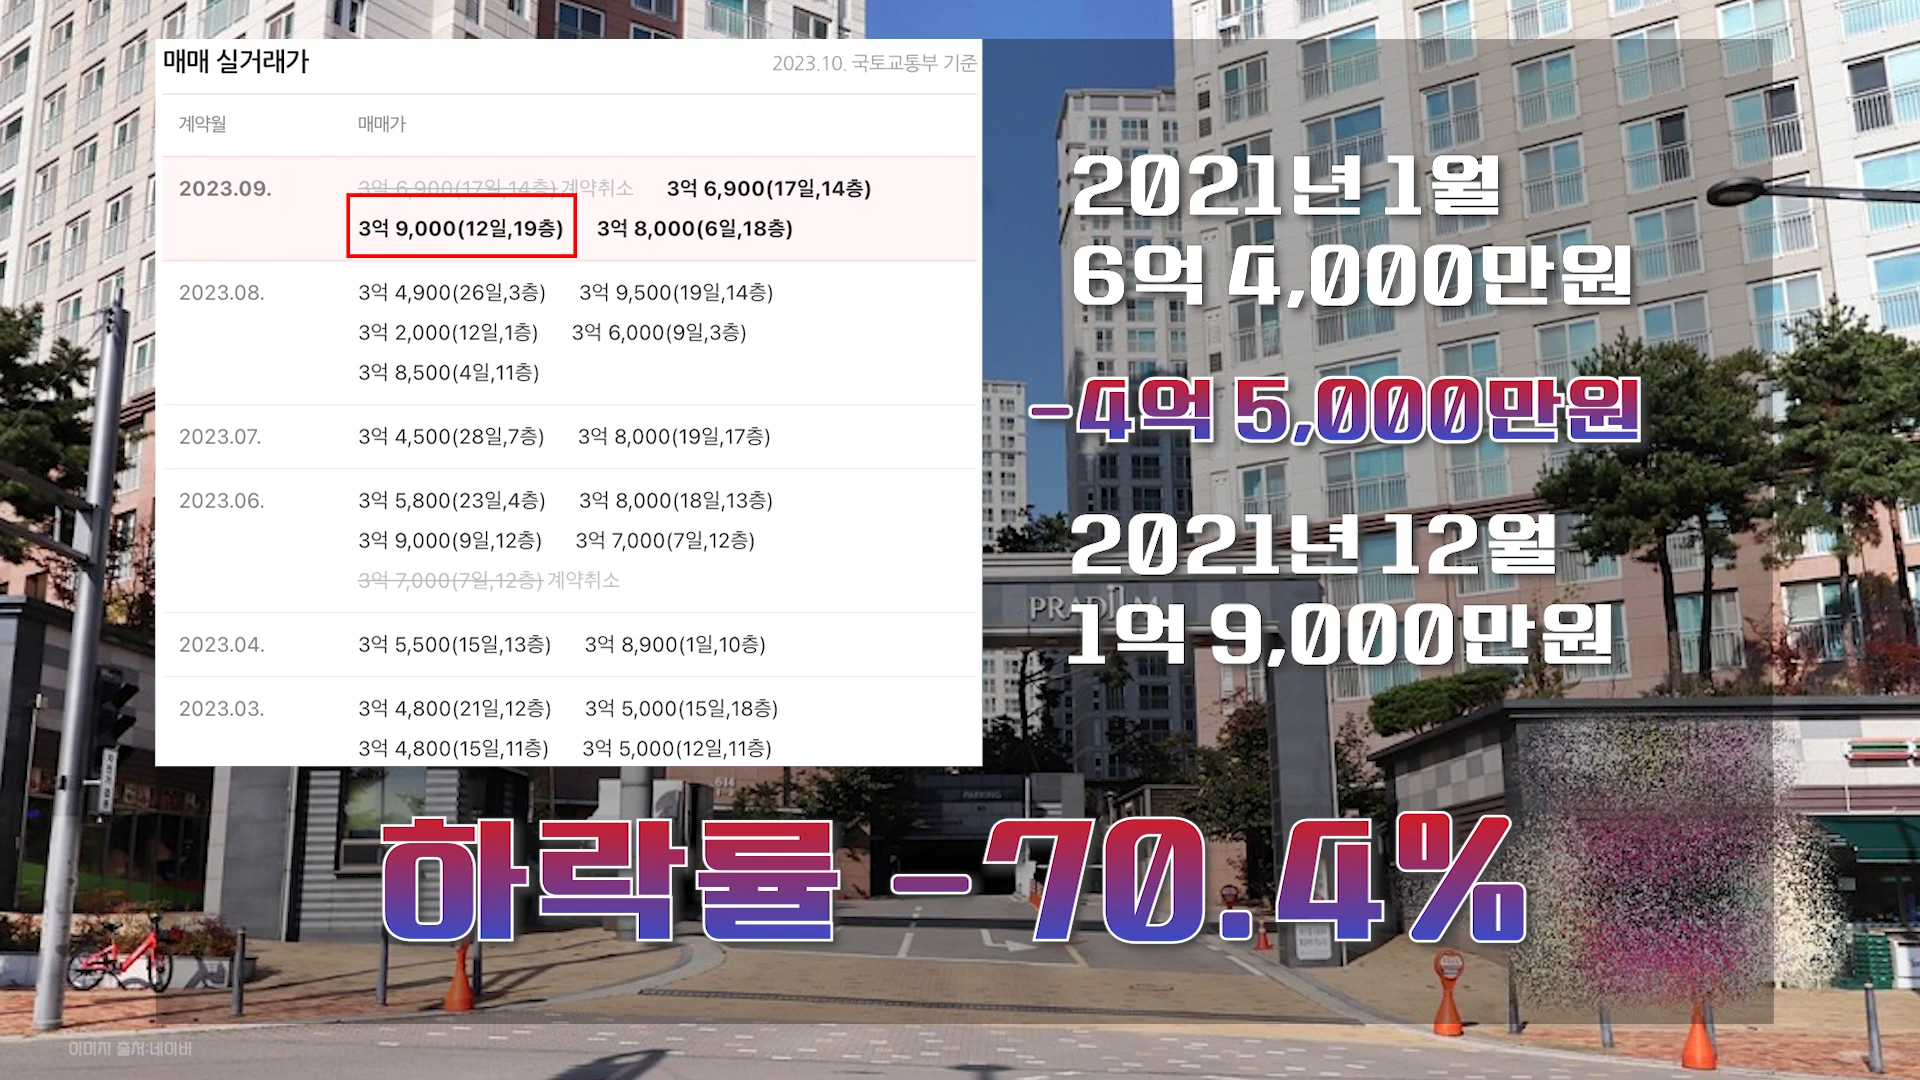 매매 실거래가
2023.10. 국토교통부 기준
계약월 매매가
2023.09. 3억 6,900(17일,14층) 계약취소 3억 6,900(17일,14층)
3억 9,000(12일,19층) 3억 8,000(6일,18층)
2023.08. 3억 4,900(26일,3층) 3억 9,500(19일,14층)
3억 2,000(12일,1층) 3억 6,000(9일,3층)
3억 8,500(4일,11층)
2023.07. 3억 4,500(28일,7층) 3억 8,000(19일,17층)
2023.06. 3억 5,800(23일,4층) 3억 8,000(18일,13층)
3억 9,000(9일,12층) 3억 7,000(7일,12층)
3억 7,000(7일,12층) 계약취소
2023.04. 3억 5,500(15일,13층) 3억 8,900(1일,10층)
2023.03. 3억 4,800(21일,12층) 3억 5,000(15일,18층)
3억 4,800(15일,11층) 3억 5,000(12일,11층)
2021년 1월
6억 4,000만원
-4억 5,000만원
2021년 12월
1억 9,000만원
PRADIUM
614
PARKING
하락률 -70.4%
이미지 출처:네이버